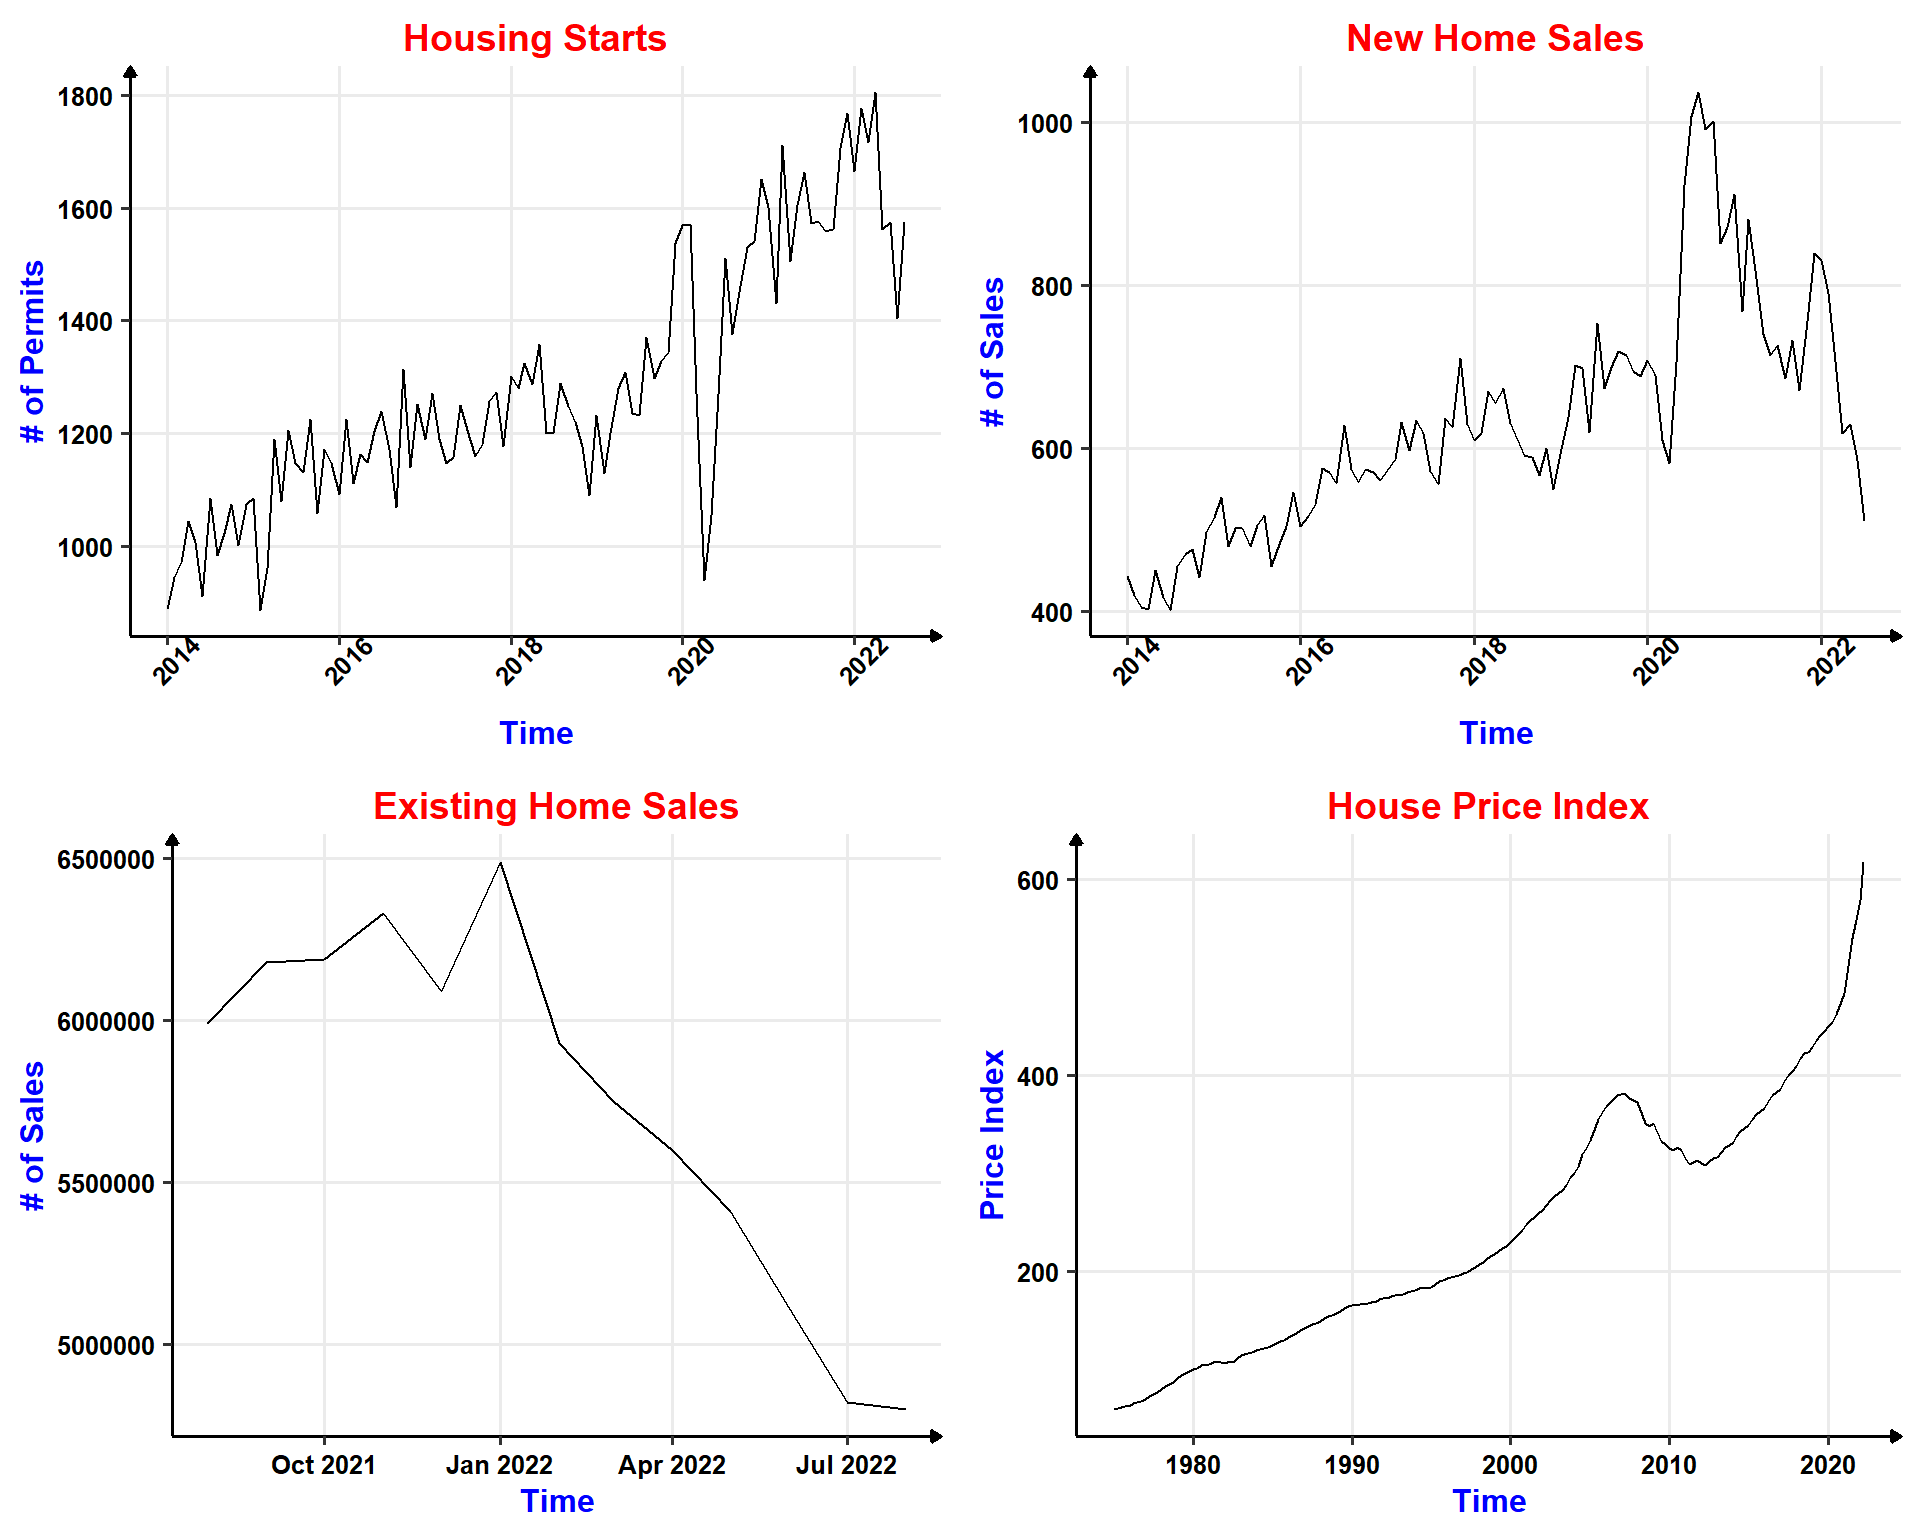 Housing Starts
# of Permits
1800
1600
1400
1200
1000
2014
2016
2018
2020
2022
Time
New Home Sales
# of Sales
1000
800
600
400
2014
2016
2018
2020
2022
Time
Existing Home Sales
# of Sales
6500000
6000000
5500000
5000000
Oct 2021
Jan 2022
Apr 2022
Jul 2022
Time
House Price Index
Price Index
600
400
200
1980
1990
2000
2010
2020
Time